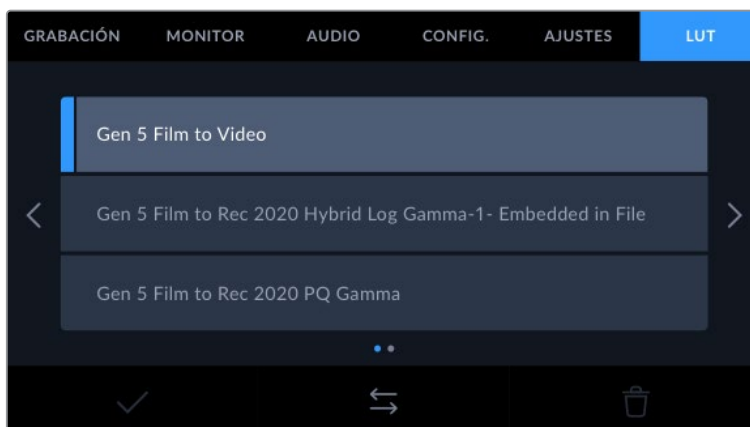 GRABACIÓN MONITOR AUDIO CONFIG. AJUSTES LUT
Gen 5 Film to Video
Gen 5 Film to Rec 2020 Hybrid Log Gamma-1- Embedded in File
Gen 5 Film to Rec 2020 PQ Gamma